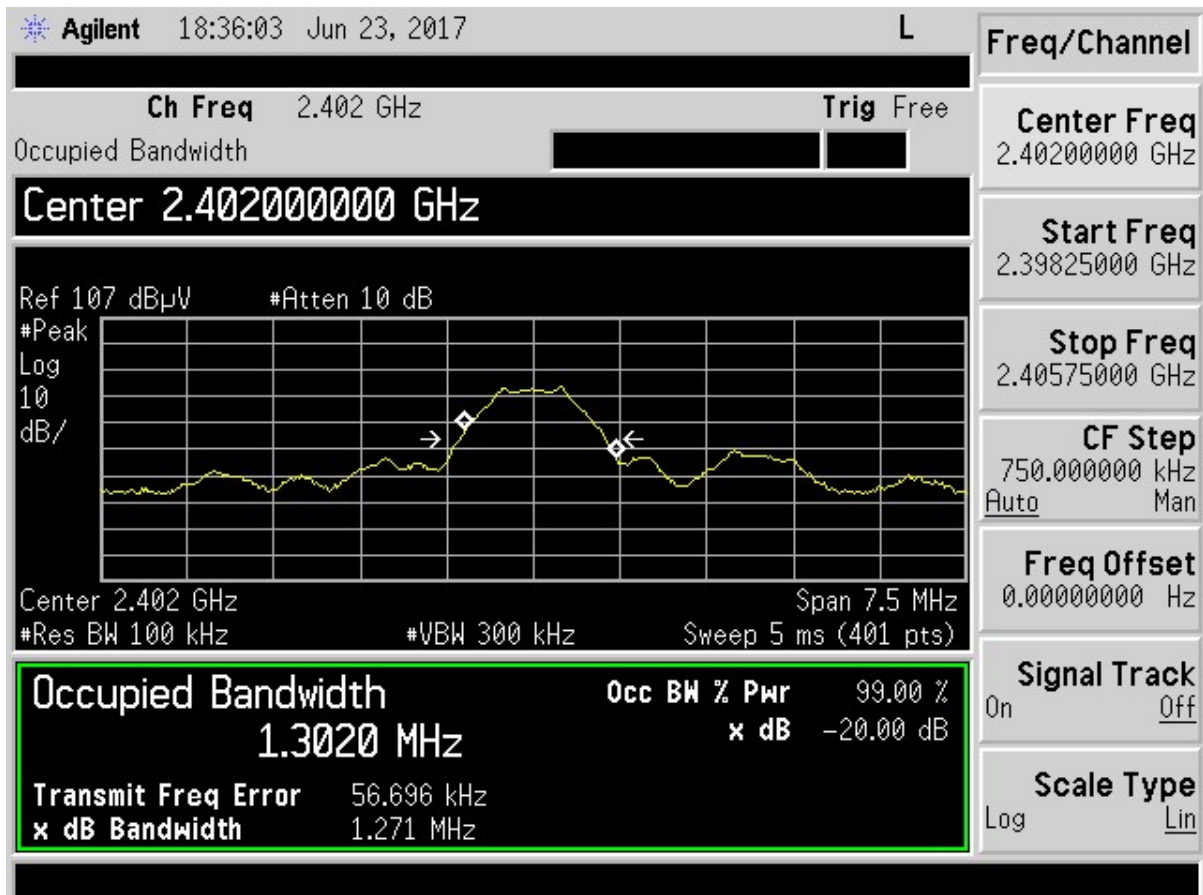 Agilent 18:36:03 Jun 23, 2017 L
Ch Freq 2.402 GHz Trig Free
Occupied Bandwidth
Center 2.402000000 GHz
Ref 107 dBµV #Atten 10 dB
#Peak
Log
10
dB/
Center 2.402 GHz Span 7.5 MHz
#Res BW 100 kHz #VBW 300 kHz Sweep 5 ms (401 pts)
Occupied Bandwidth
1.3020 MHz
Occ BW % Pwr 99.00 %
x dB -20.00 dB
Transmit Freq Error 56.696 kHz
x dB Bandwidth 1.271 MHz
Freq/Channel
Center Freq
2.40200000 GHz
Start Freq
2.39825000 GHz
Stop Freq
2.40575000 GHz
CF Step
750.000000 kHz
Auto Man
Freq Offset
0.00000000 Hz
Signal Track
On Off
Scale Type
Log Lin